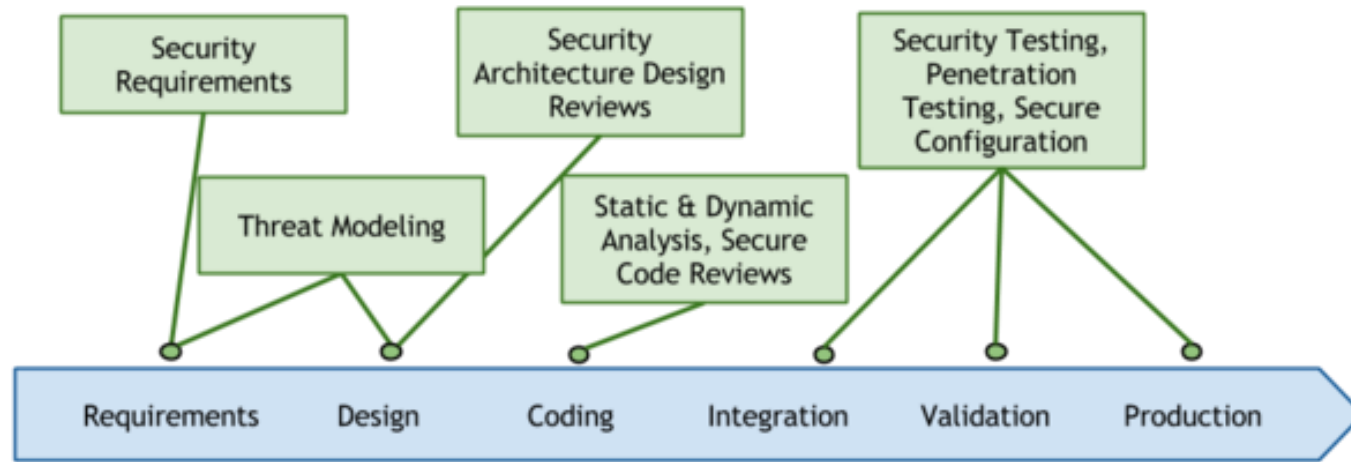 Security
Requirements
Security
Architecture Design
Reviews
Security Testing,
Penetration
Testing, Secure
Configuration
Threat Modeling
Static & Dynamic
Analysis, Secure
Code Reviews
Requirements Design Coding Integration Validation Production